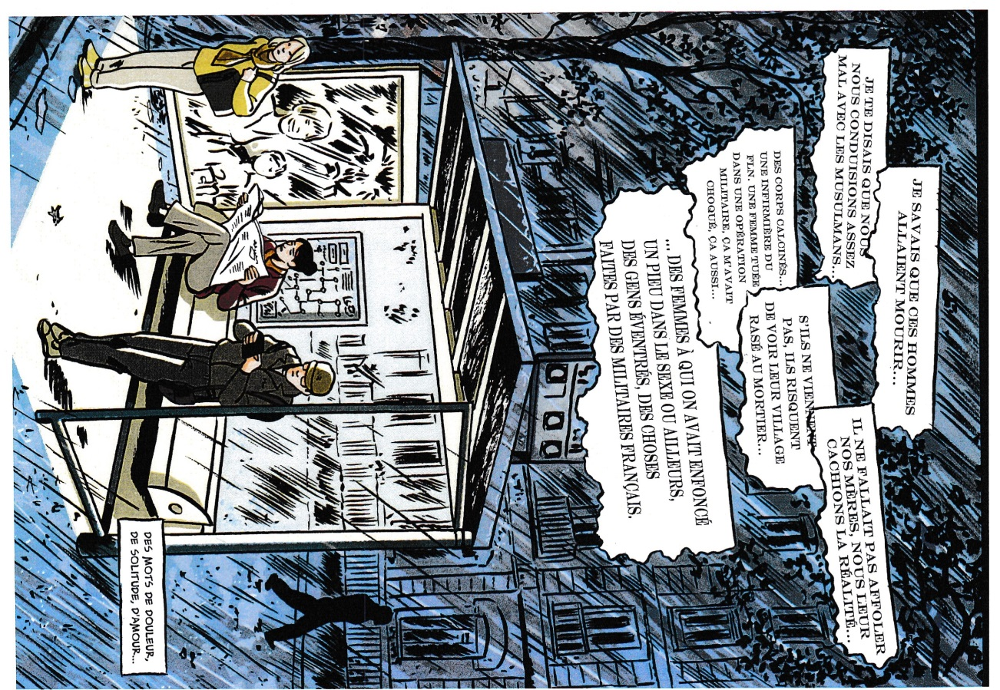 JE SAVAIS QUE CES HOMMES
ALLAIENT MOURIR...
JE TE DISAIS QUE NOUS
NOUS CONDUISIONS ASSEZ
MAL AVEC LES MUSULMANS...
IL NE FALLAIT PAS AFFOLER
NOS MÈRES, NOUS LEUR
CACHIONS LA RÉALITÉ...
DES CORPS CALCINÉS...
UNE INFIRMIÈRE DU
FLN. UNE FEMME TUÉE
DANS UNE OPÉRATION
MILITAIRE, ÇA M'AVAIT
CHOQUÉ, ÇA AUSSI...
S'ILS NE VIENNENT
PAS, ILS RISQUENT
DE VOIR LEUR VILLAGE
RASÉ AU MORTIER...
... DES FEMMES À QUI ON AVAIT ENFONCÉ
UN PIEU DANS LE SEXE OU AILLEURS,
DES GENS ÉVENTRÉS, DES CHOSES
FAITES PAR DES MILITAIRES FRANÇAIS.
DES MOTS DE DOULEUR,
DE SOLITUDE, D'AMOUR...